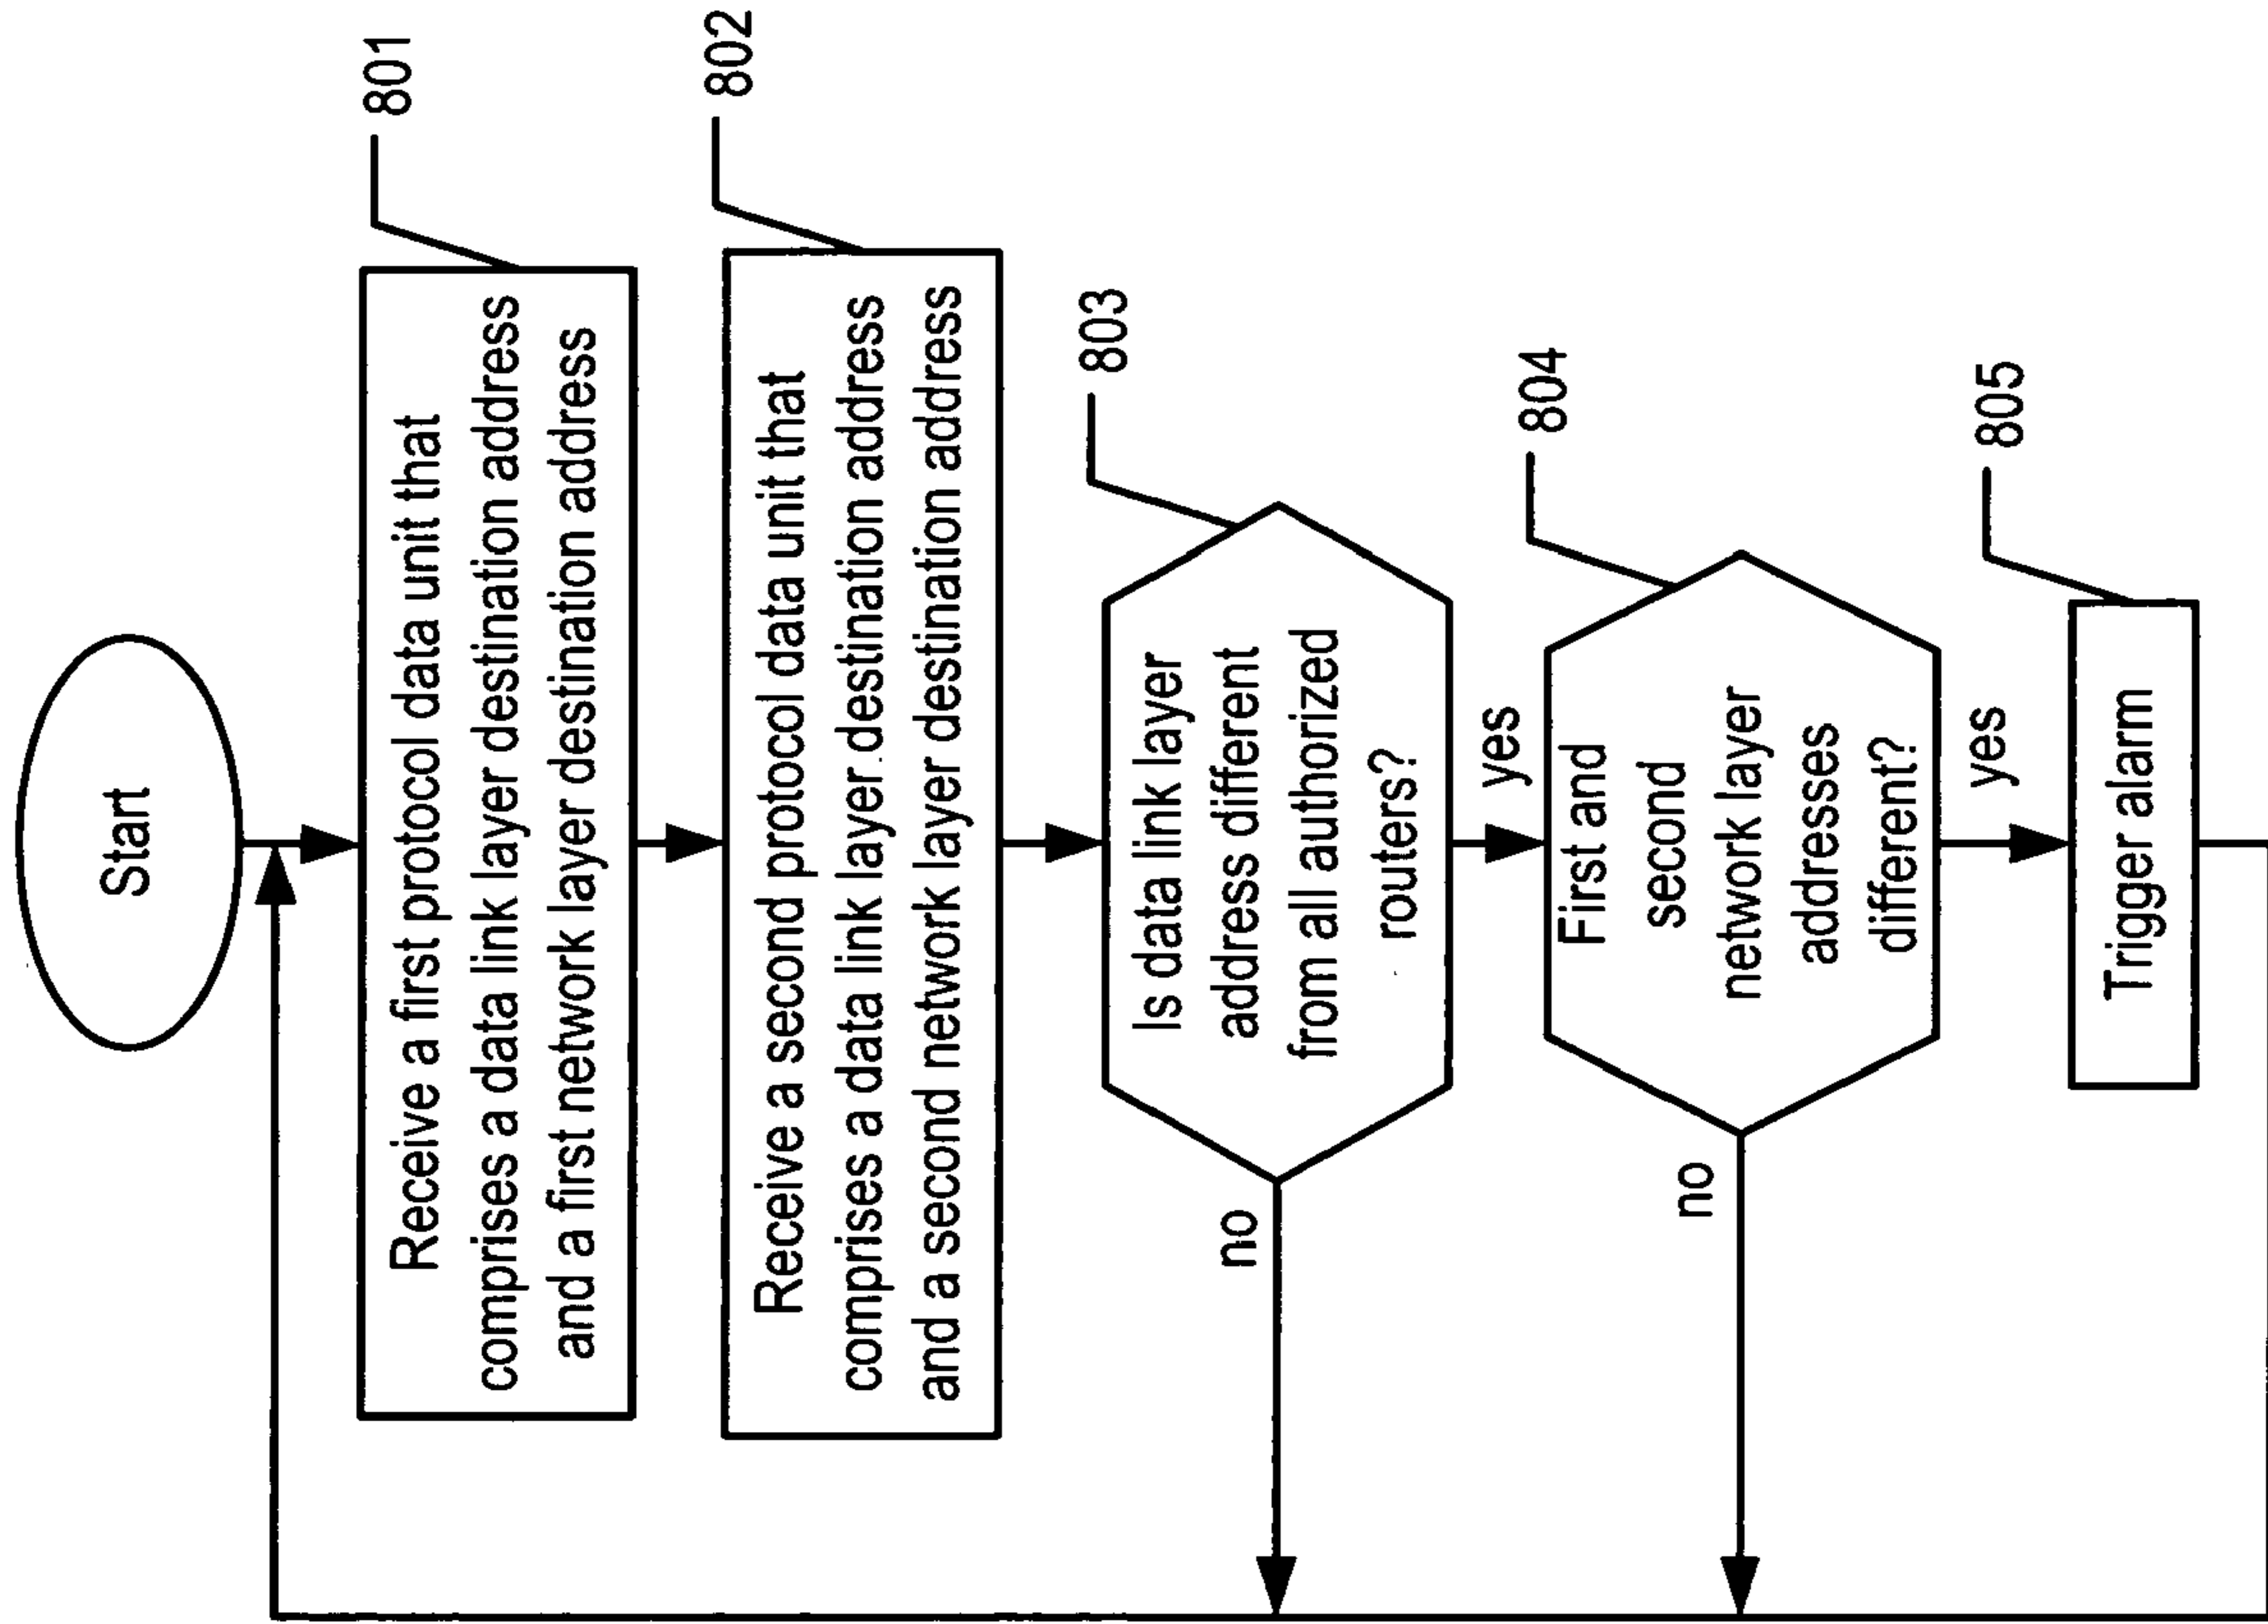 Start
Receive a first protocol data unit that
comprises a data link layer destination address
and a first network layer destination address
801
Receive a second protocol data unit that
comprises a data link layer destination address
and a second network layer destination address
802
Is data link layer
address different
from all authorized
routers?
803
no
yes
First and
second
network layer
addresses
different?
804
no
yes
Trigger alarm
805